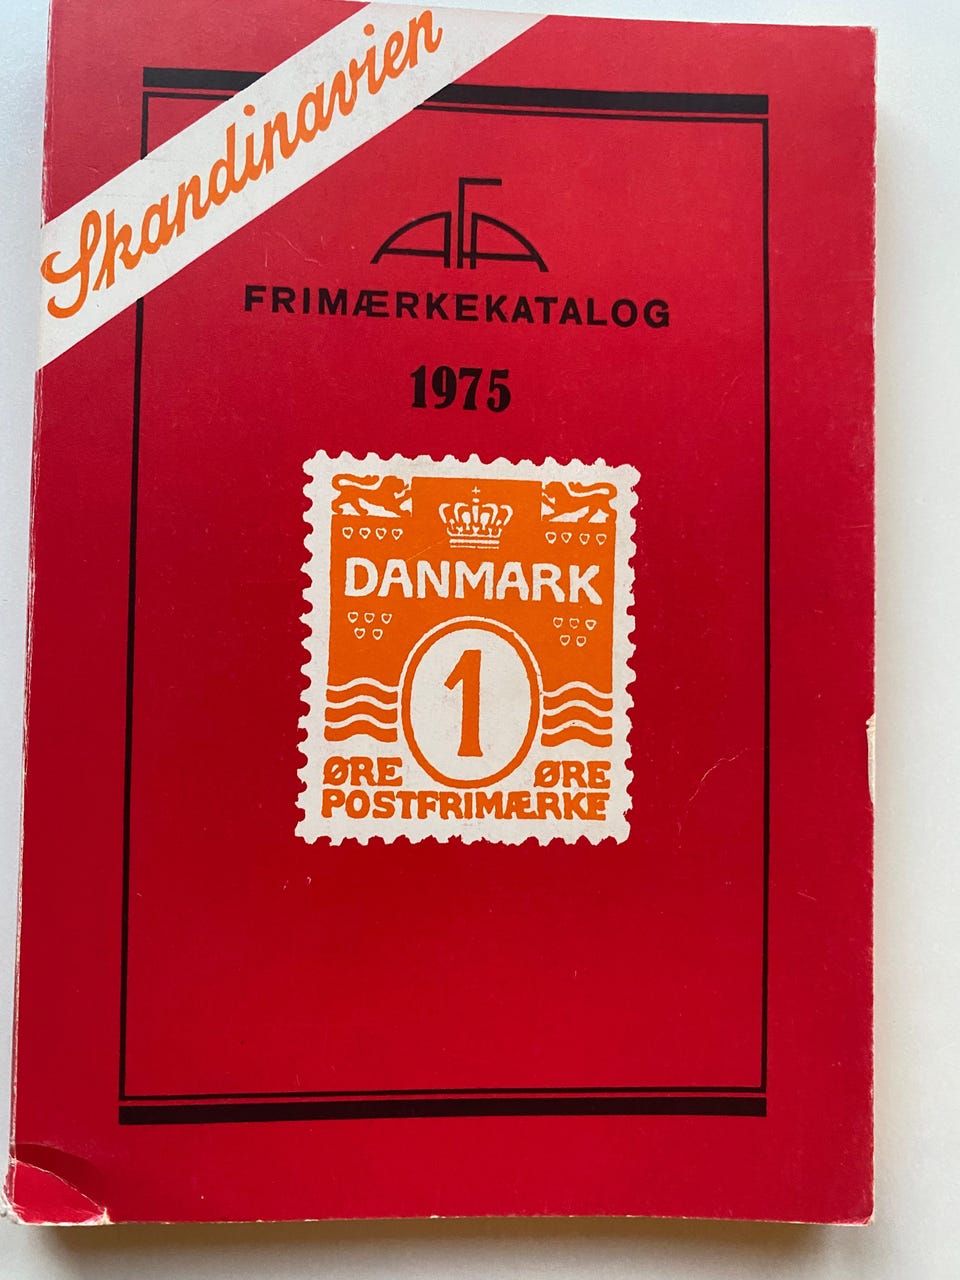 Skandinavien
AFA
FRIMÆRKEKATALOG
1975
DANMARK
1
ØRE ØRE
POSTFRIMÆRKE